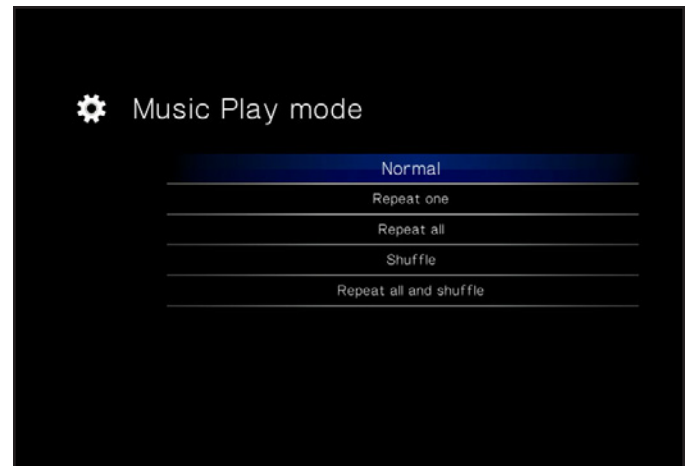 Music Play mode
Normal
Repeat one
Repeat all
Shuffle
Repeat all and shuffle